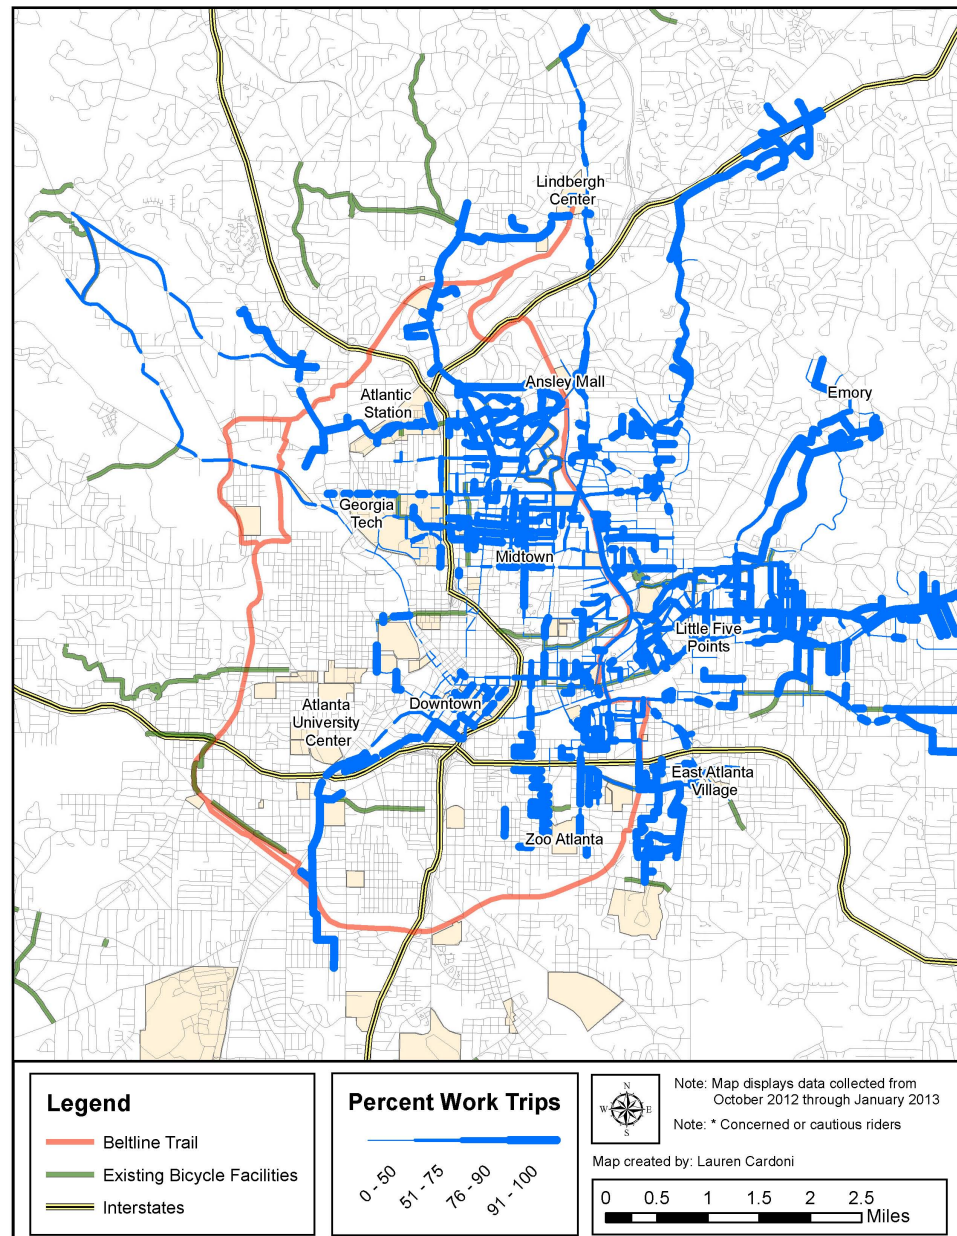 Lindbergh
Center
Ansley Mall
Emory
Atlantic
Station
Georgia
Tech
Midtown
Little Five
Points
Downtown
Atlanta
University
Center
East Atlanta
Village
Zoo Atlanta
Legend
Beltline Trail
Existing Bicycle Facilities
Interstates
Percent Work Trips
0 - 50
51 - 75
76 - 90
91 - 100
N
W E
S
Note: Map displays data collected from
October 2012 through January 2013
Note: * Concerned or cautious riders
Map created by: Lauren Cardoni
0 0.5 1 1.5 2 2.5
Miles